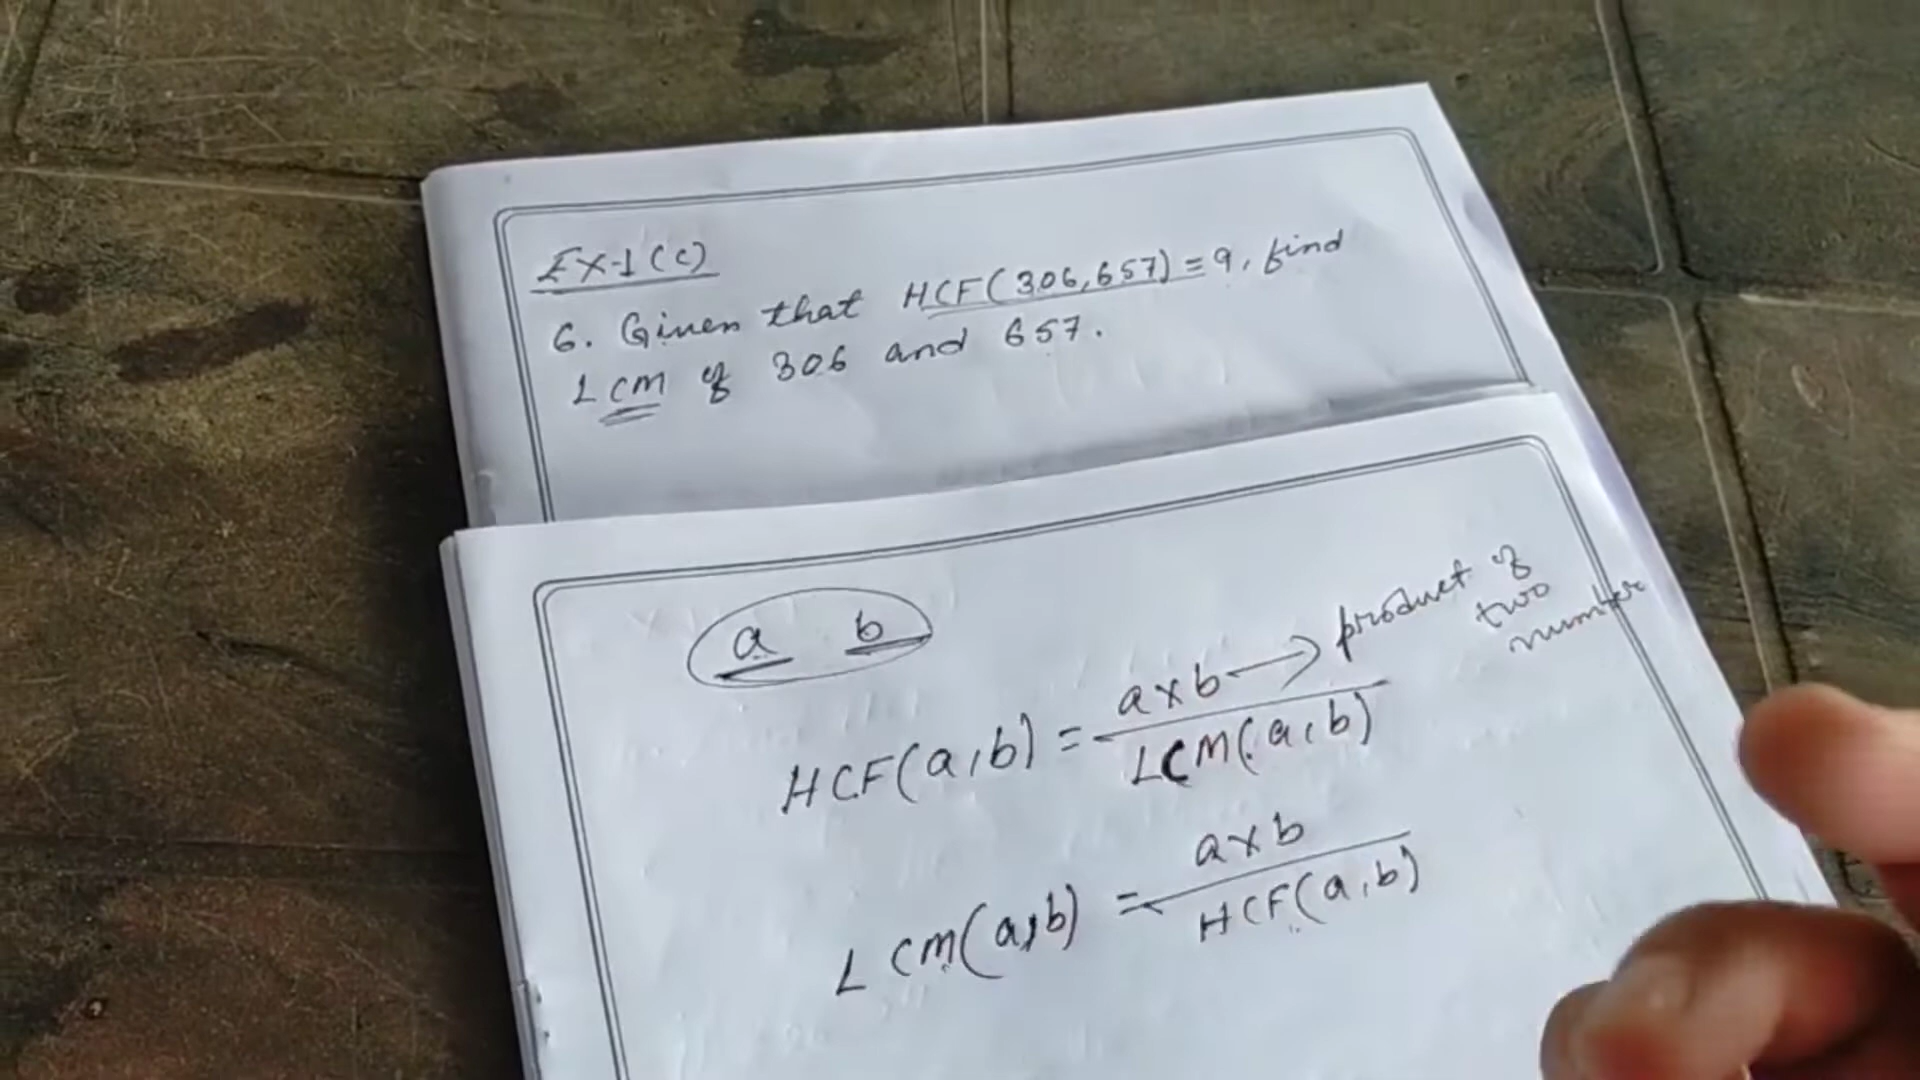 EX-1(C)
6. Given that HCF(306,657)=9, find
LCM of 306 and 657.
a b
HCF(a,b) = a×b → product of two number
LCM(a,b)
LCM(a,b) = a×b
HCF(a,b)